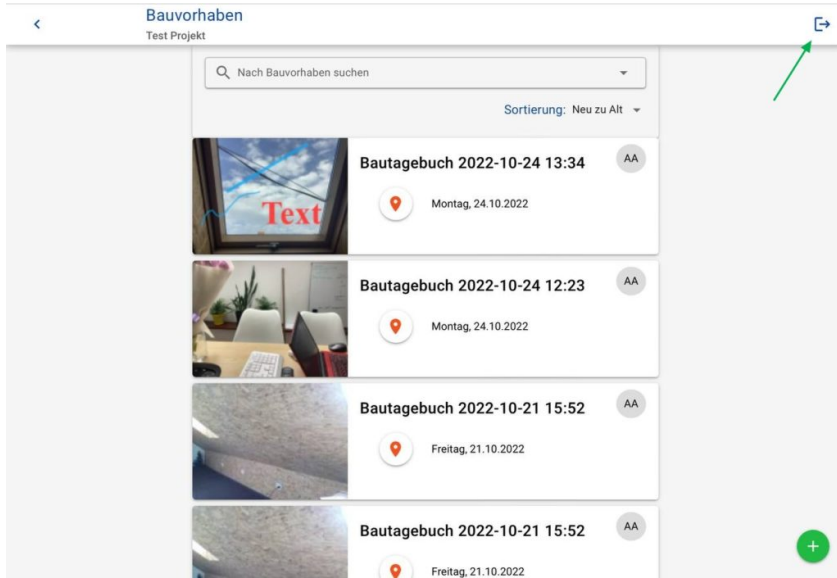 Bauvorhaben
Test Projekt
Nach Bauvorhaben suchen
Sortierung: Neu zu Alt
Text
Bautagebuch 2022-10-24 13:34
AA
Montag, 24.10.2022
Bautagebuch 2022-10-24 12:23
AA
Montag, 24.10.2022
Bautagebuch 2022-10-21 15:52
AA
Freitag, 21.10.2022
Bautagebuch 2022-10-21 15:52
AA
Freitag, 21.10.2022